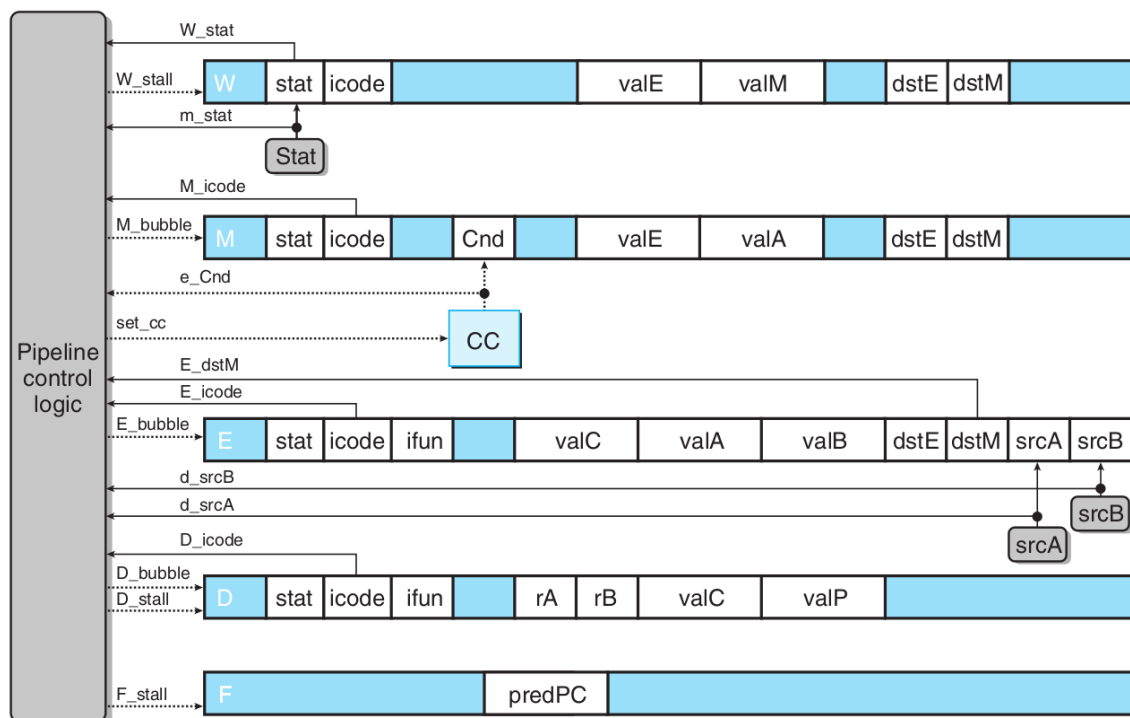 W_stat
W_stall
W stat icode valE valM dstE dstM
m_stat
Stat
M_icode
M_bubble
M stat icode Cnd valE valA dstE dstM
e_Cnd
set_cc
CC
Pipeline
control
logic
E_dstM
E_icode
E_bubble
E stat icode ifun valC valA valB dstE dstM srcA srcB
d_srcB
srcB
d_srcA
srcA
D_icode
D_bubble
D_stall
D stat icode ifun rA rB valC valP
F_stall
F predPC